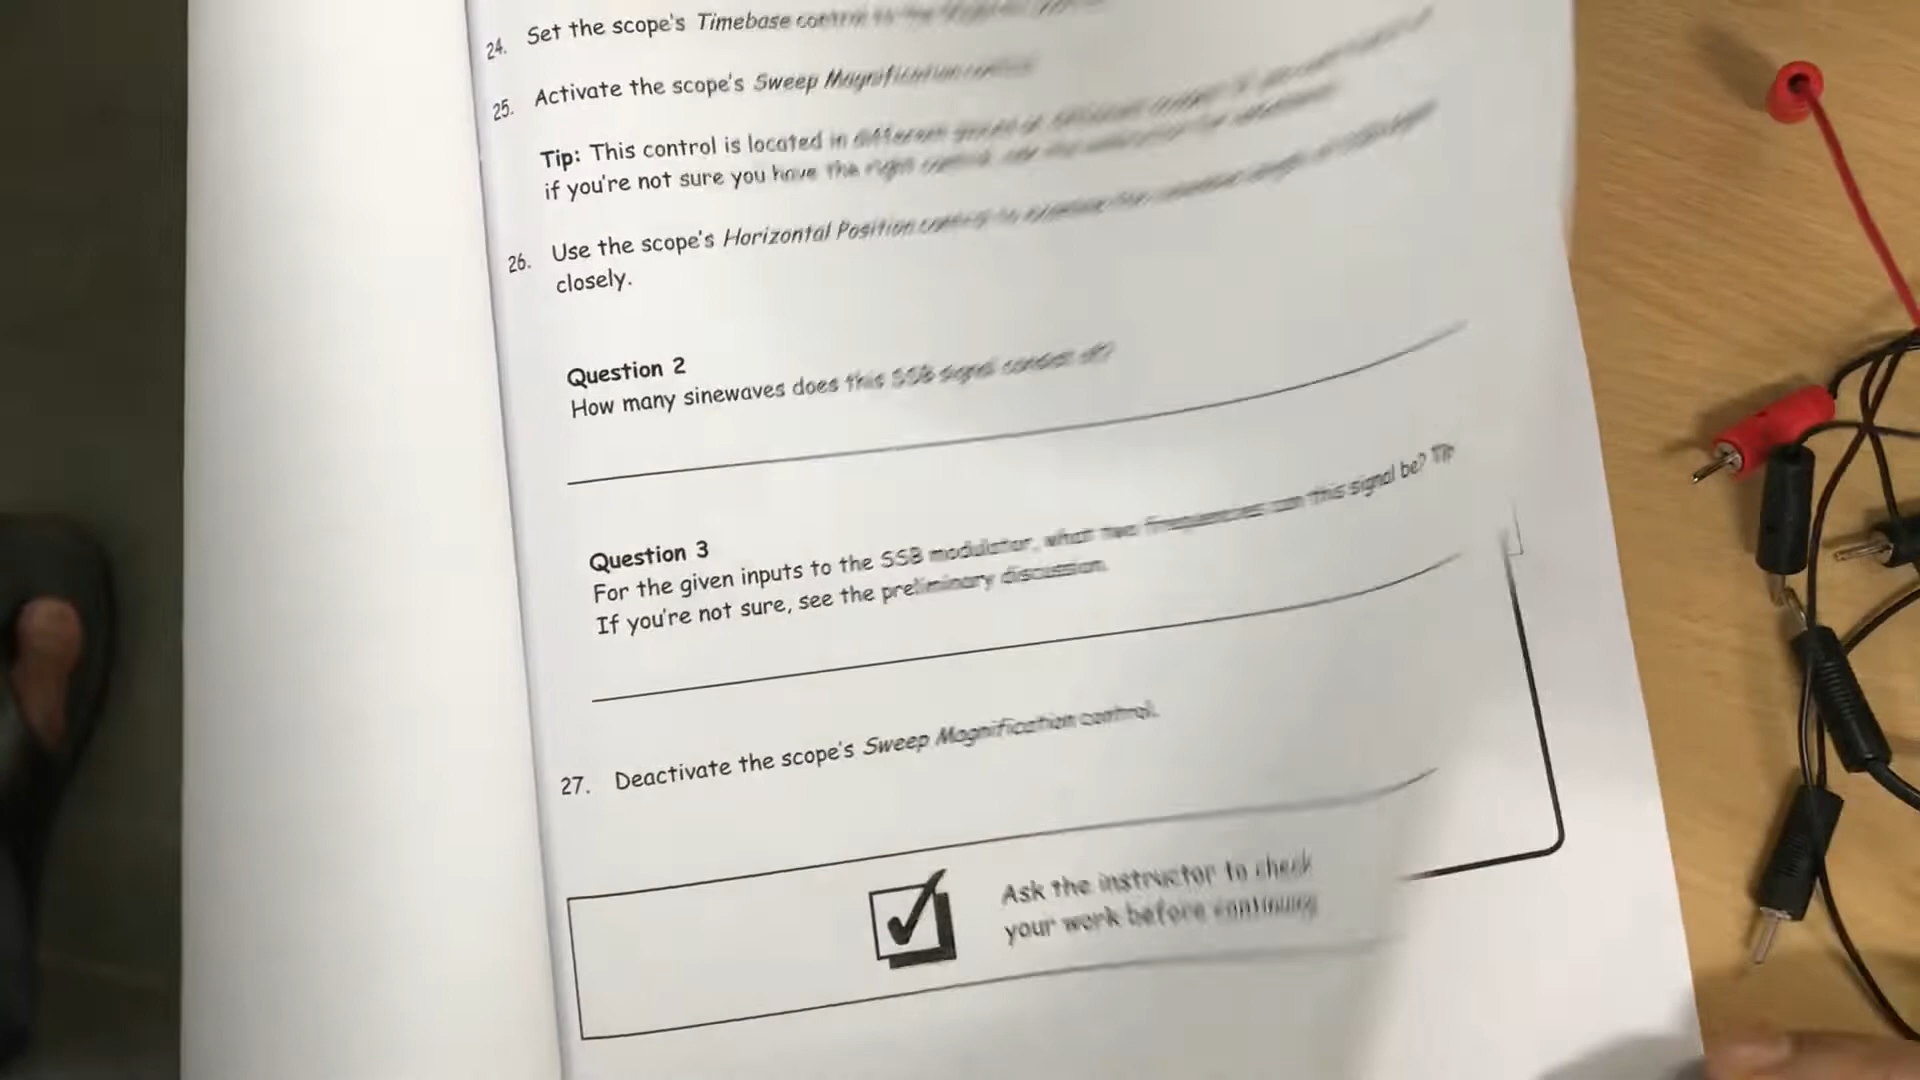 24. Set the scope's Timebase control to the
25. Activate the scope's Sweep Magnification control.
Tip: This control is located in different
if you're not sure you have the right control,
26. Use the scope's Horizontal Position control to
closely.
Question 2
How many sinewaves does this SSB signal consist of?
Question 3
For the given inputs to the SSB modulator, what two frequencies can this signal be? Tip
If you're not sure, see the preliminary discussion.
27. Deactivate the scope's Sweep Magnification control.
Ask the instructor to check
your work before continuing